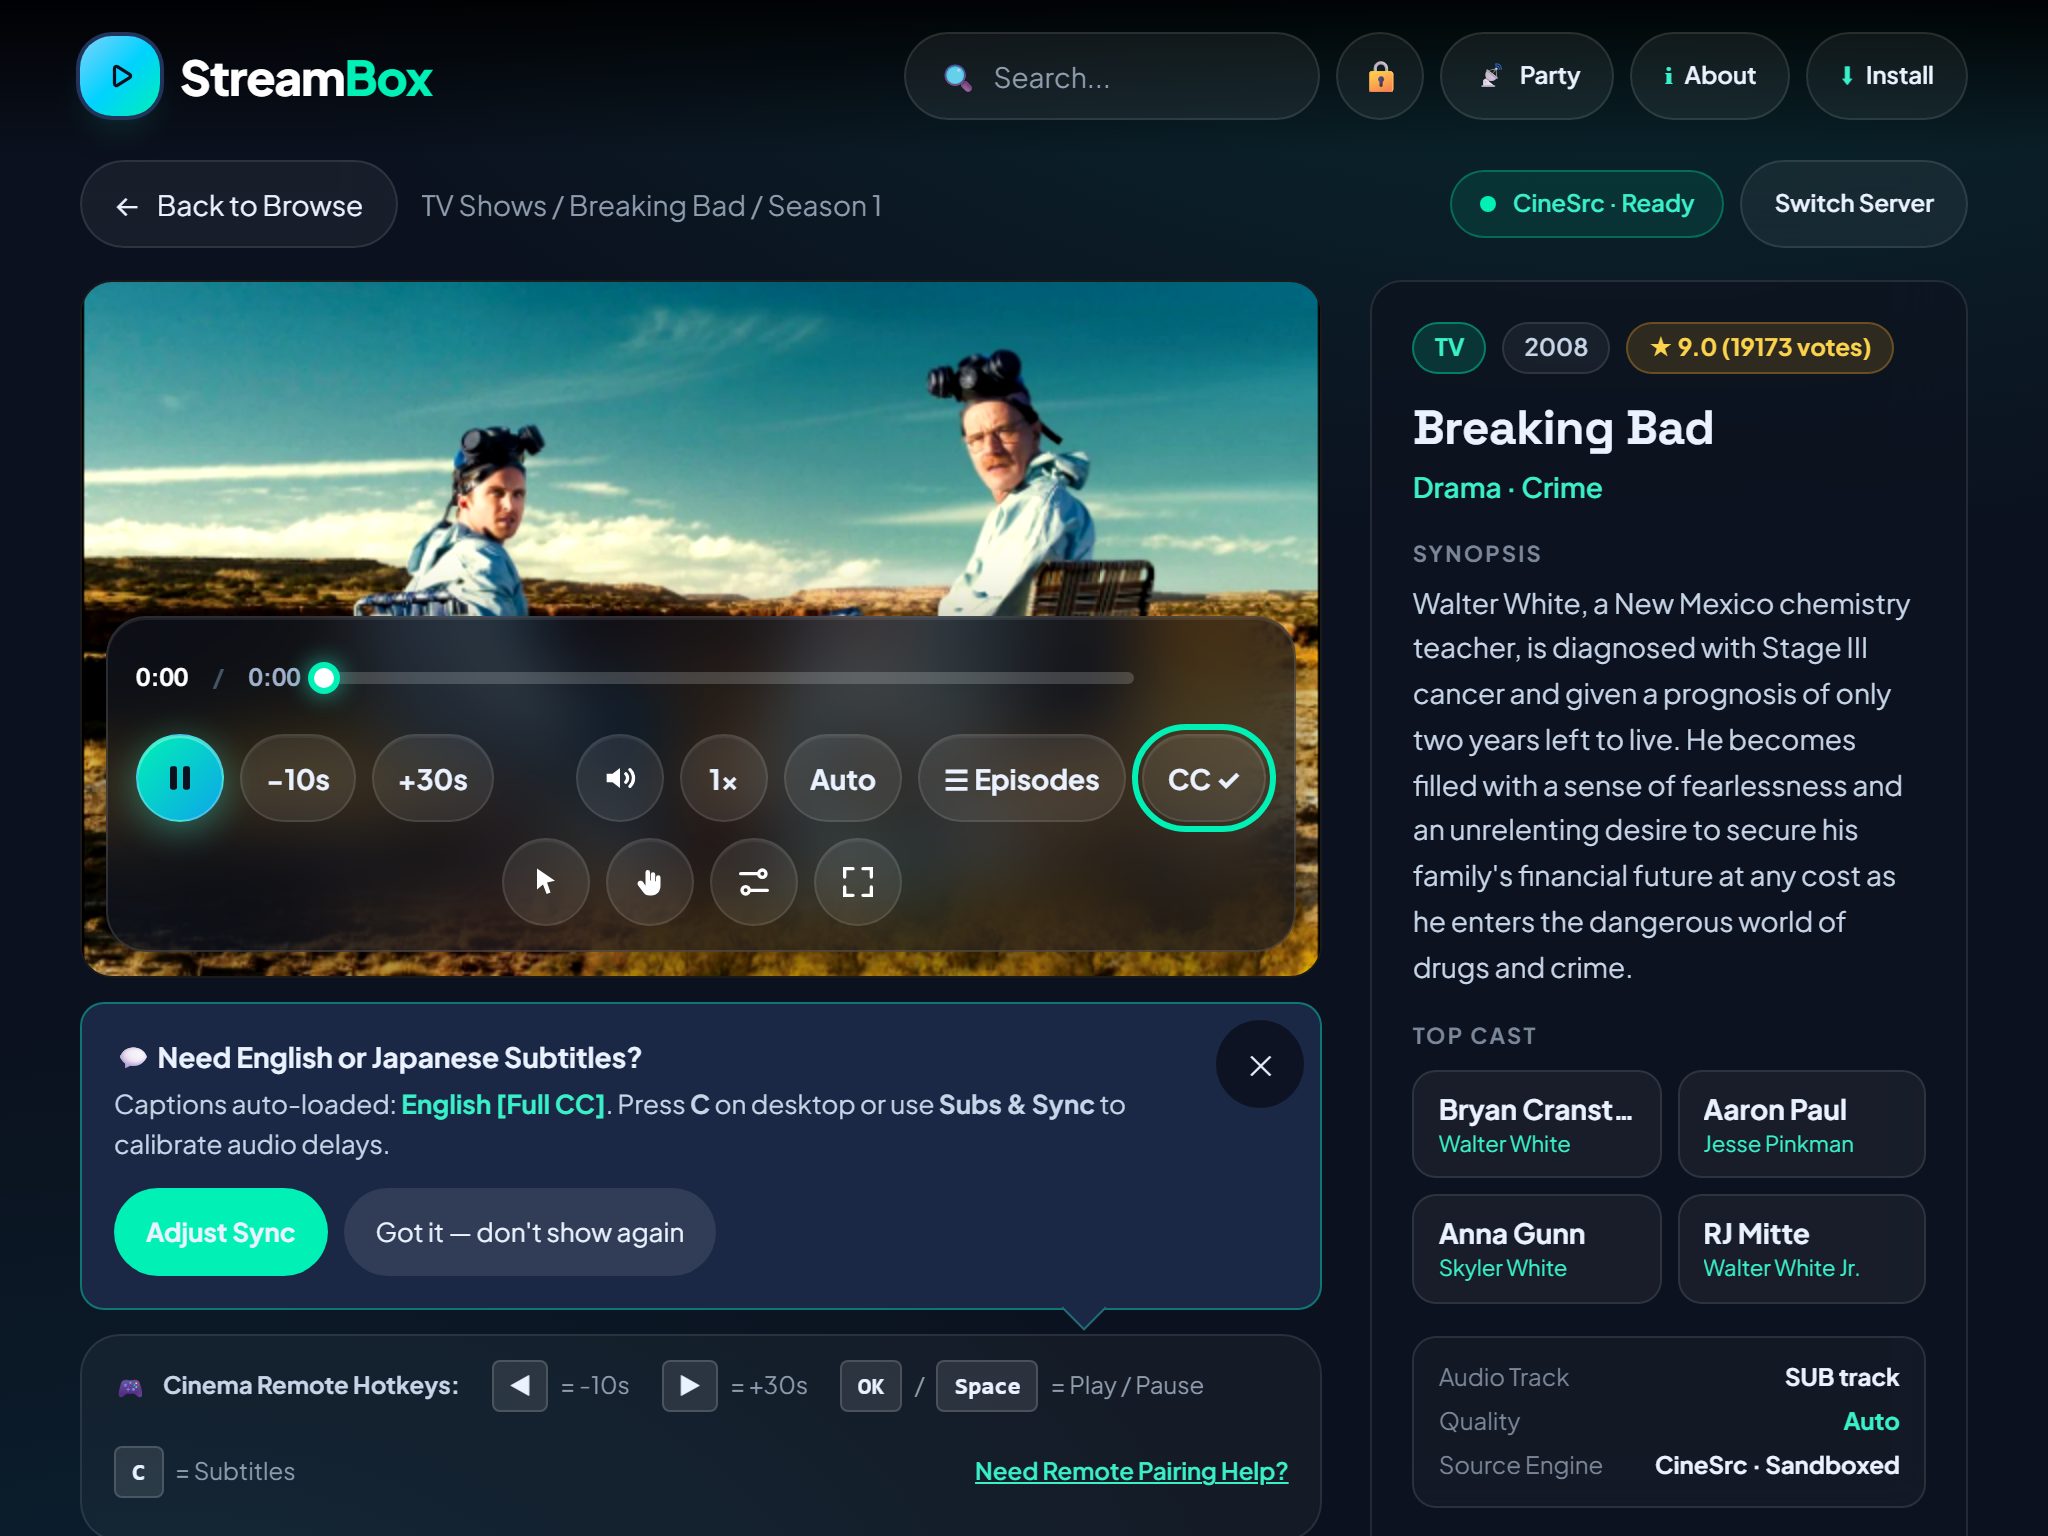 StreamBox
Search...
Party
About
Install
← Back to Browse
TV Shows / Breaking Bad / Season 1
CineSrc · Ready
Switch Server
0:00 / 0:00
-10s
+30s
1×
Auto
☰ Episodes
CC ✓
💬 Need English or Japanese Subtitles?
Captions auto-loaded: English [Full CC]. Press C on desktop or use Subs & Sync to
calibrate audio delays.
Adjust Sync
Got it — don't show again
🎮 Cinema Remote Hotkeys: ◀ = -10s ▶ = +30s OK / Space = Play / Pause
C = Subtitles
Need Remote Pairing Help?
TV
2008
★ 9.0 (19173 votes)
Breaking Bad
Drama · Crime
SYNOPSIS
Walter White, a New Mexico chemistry
teacher, is diagnosed with Stage III
cancer and given a prognosis of only
two years left to live. He becomes
filled with a sense of fearlessness and
an unrelenting desire to secure his
family's financial future at any cost as
he enters the dangerous world of
drugs and crime.
TOP CAST
Bryan Cranst...
Walter White
Aaron Paul
Jesse Pinkman
Anna Gunn
Skyler White
RJ Mitte
Walter White Jr.
Audio Track SUB track
Quality Auto
Source Engine CineSrc · Sandboxed